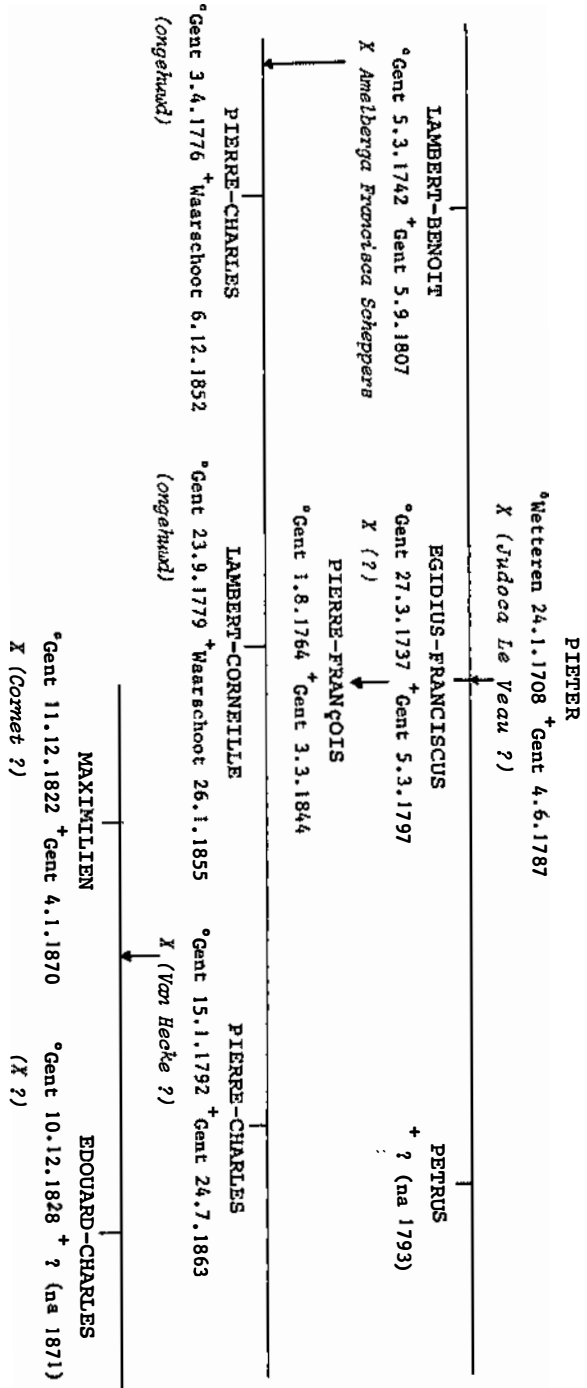 PIETER
°Wetteren 24.1.1708 +Gent 4.6.1787
X (Judoca Le Veau ?)
LAMBERT-BENOIT
°Gent 5.3.1742 +Gent 5.9.1807
X Amelberga Francisca Scheppers
EGIDIUS-FRANCISCUS
°Gent 27.3.1737 +Gent 5.3.1797
X (?)
PETRUS
+ ? (na 1793)
PIERRE-FRANÇOIS
°Gent 1.8.1764 +Gent 3.3.1844
PIERRE-CHARLES
°Gent 3.4.1776 +Waarschoot 6.12.1852
(ongehuwd)
LAMBERT-CORNEILLE
°Gent 23.9.1779 +Waarschoot 26.1.1855
(ongehuwd)
PIERRE-CHARLES
°Gent 15.1.1792 +Gent 24.7.1863
X (Van Hecke ?)
MAXIMILIEN
°Gent 11.12.1822 +Gent 4.1.1870
X (Cornet ?)
EDOUARD-CHARLES
°Gent 10.12.1828 + ? (na 1871)
(X ?)